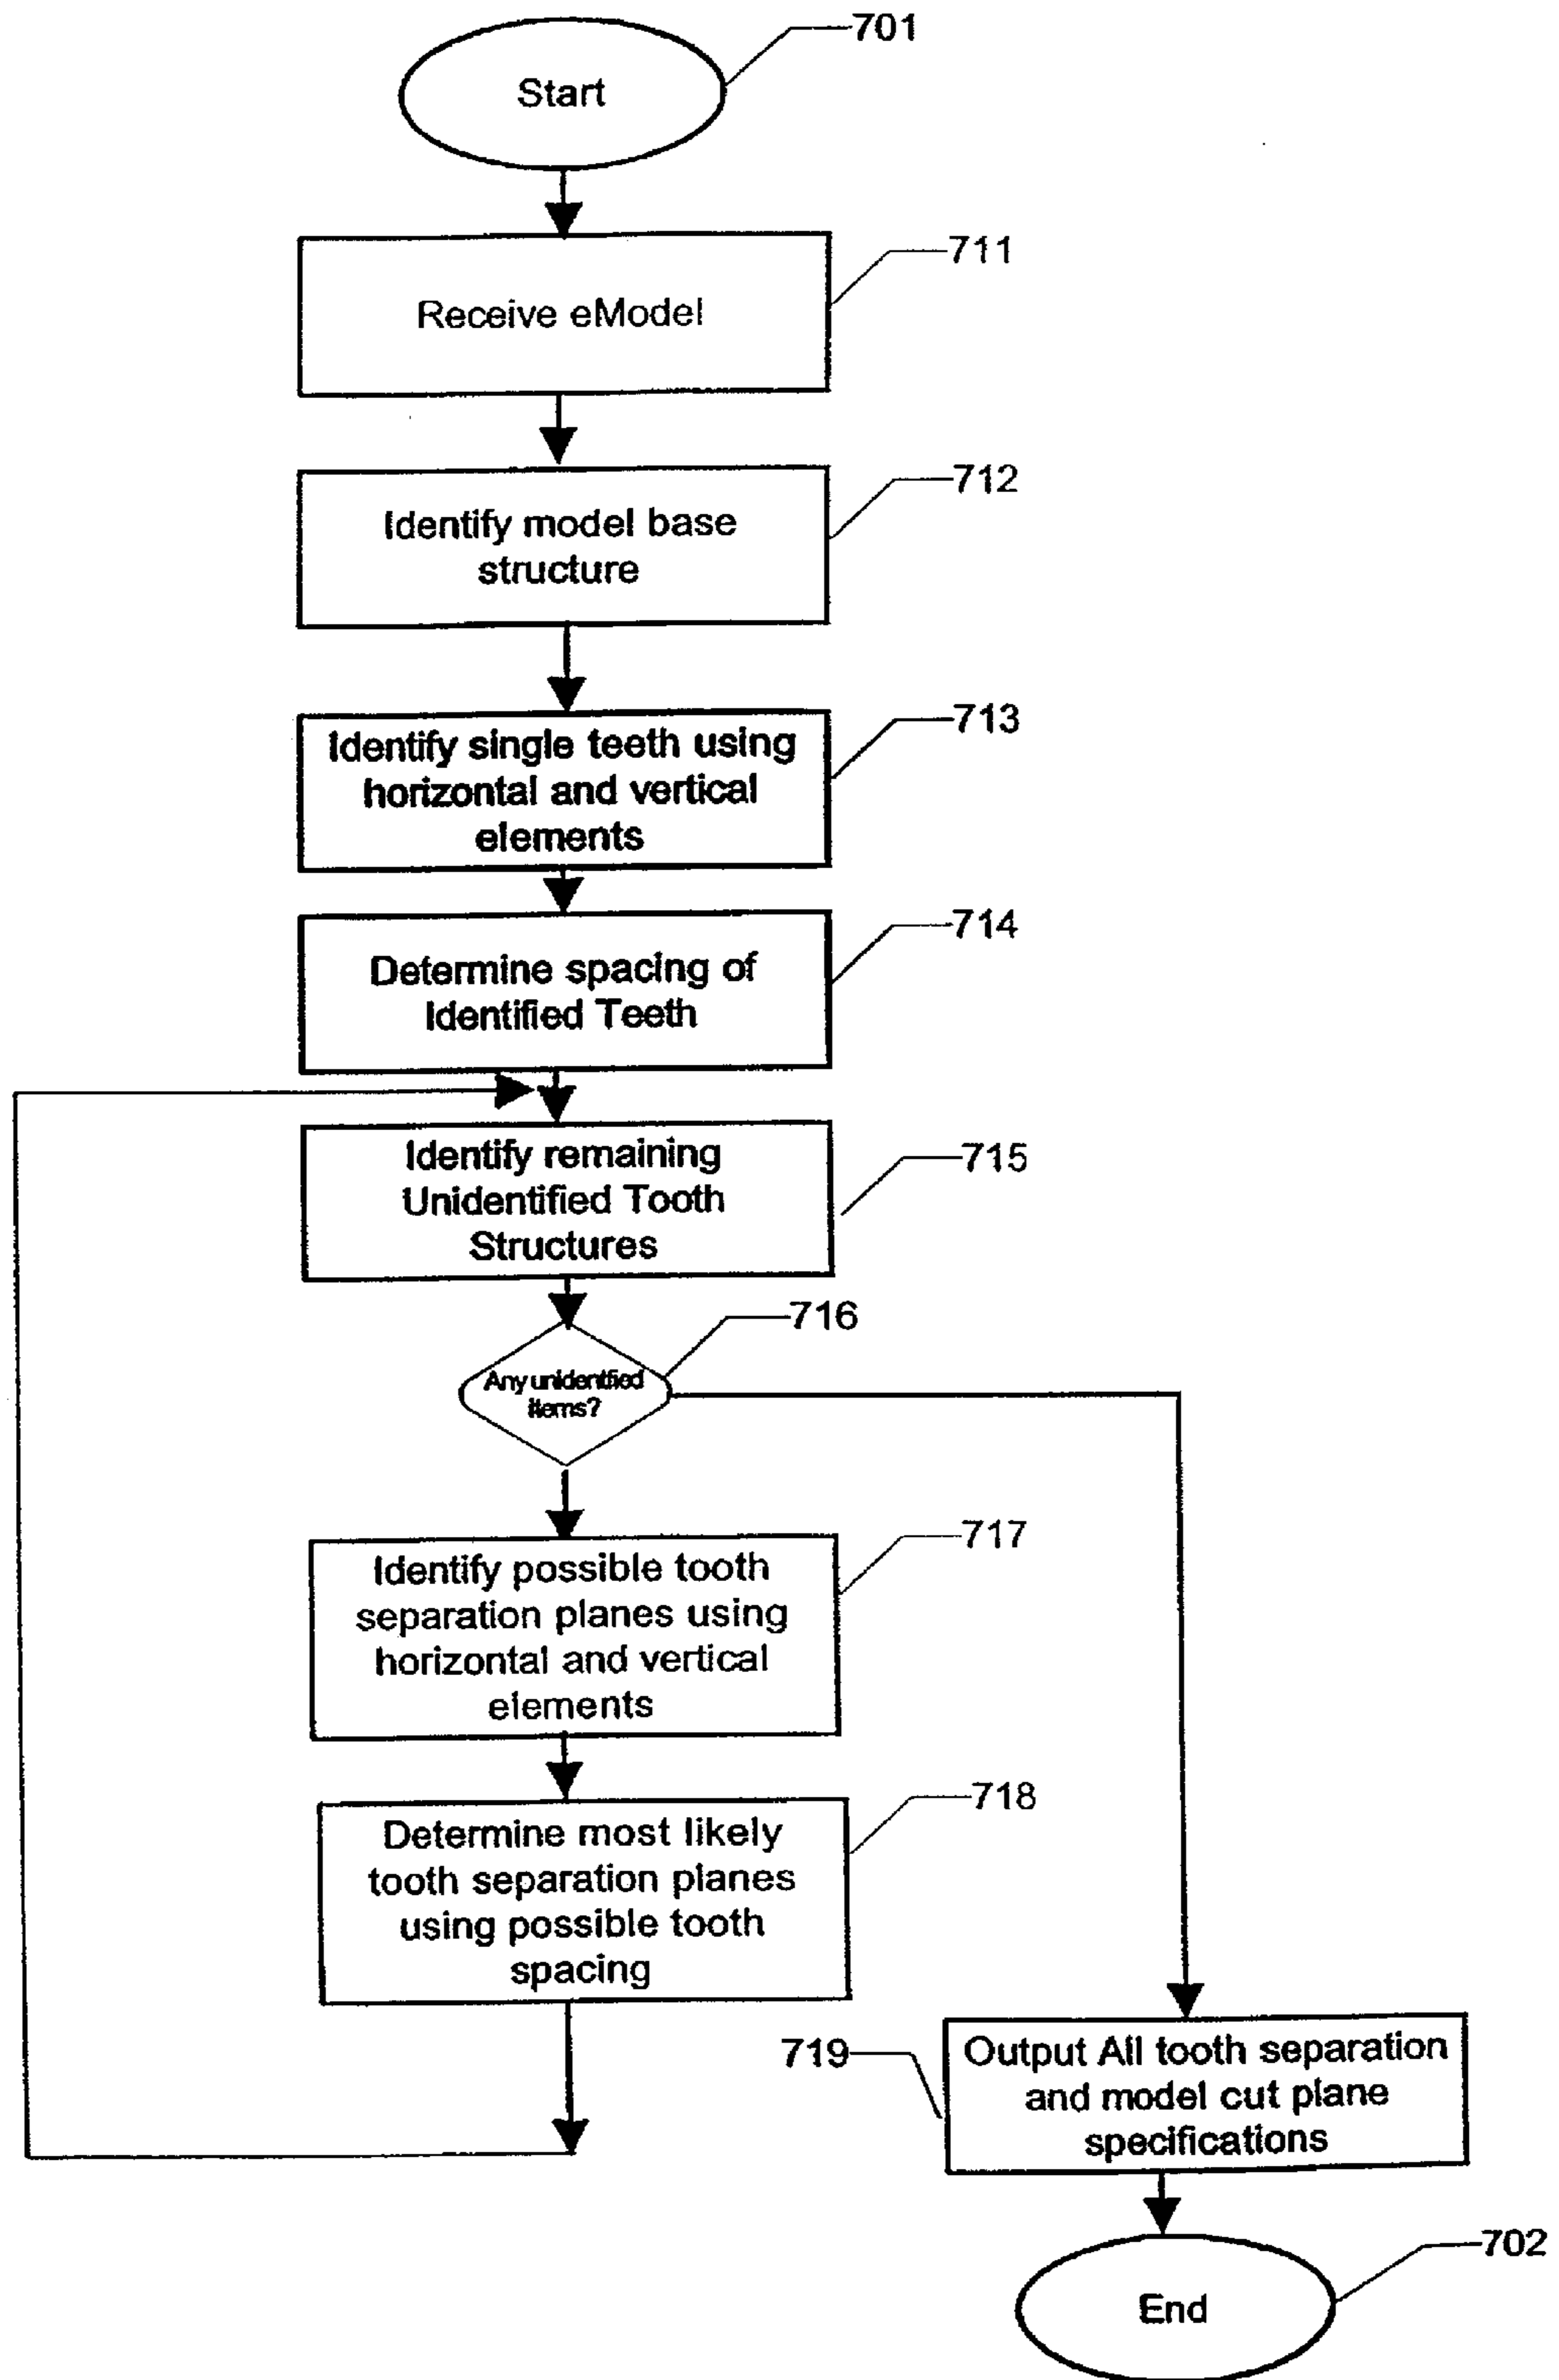 Start
701
Receive eModel
711
Identify model base
structure
712
Identify single teeth using
horizontal and vertical
elements
713
Determine spacing of
Identified Teeth
714
Identify remaining
Unidentified Tooth
Structures
715
Any unidentified
items?
716
Identify possible tooth
separation planes using
horizontal and vertical
elements
717
Determine most likely
tooth separation planes
using possible tooth
spacing
718
719
Output All tooth separation
and model cut plane
specifications
End
702